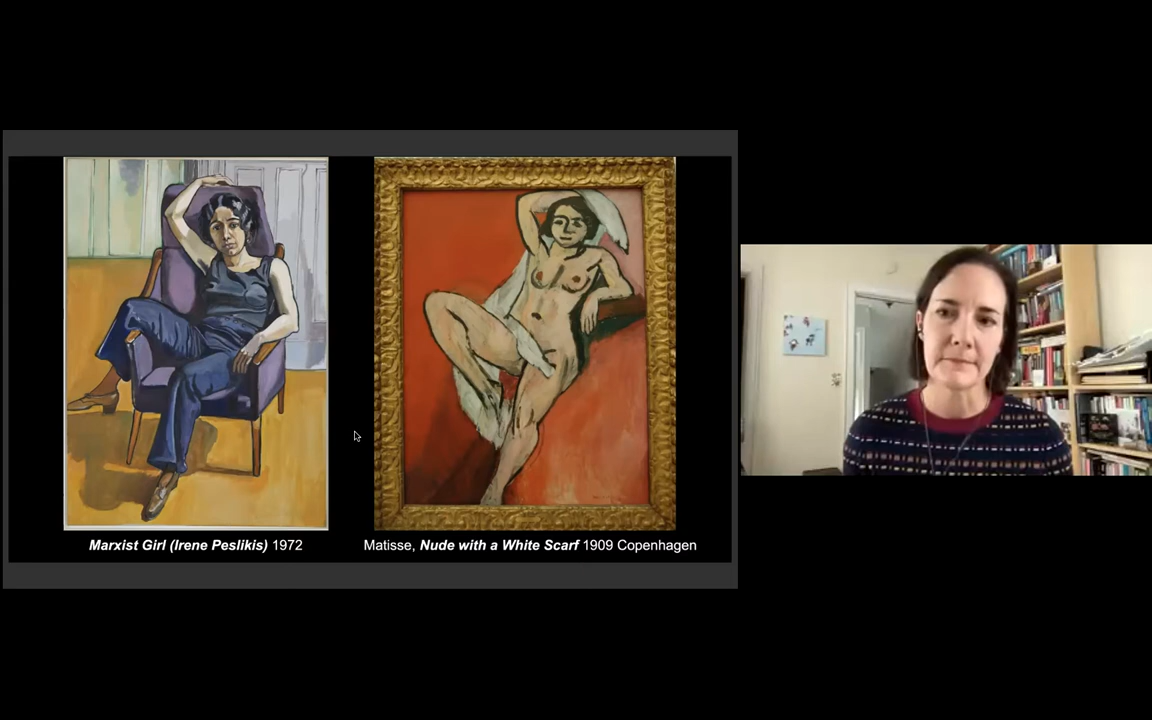 Marxist Girl (Irene Peslikis) 1972
Matisse, Nude with a White Scarf 1909 Copenhagen